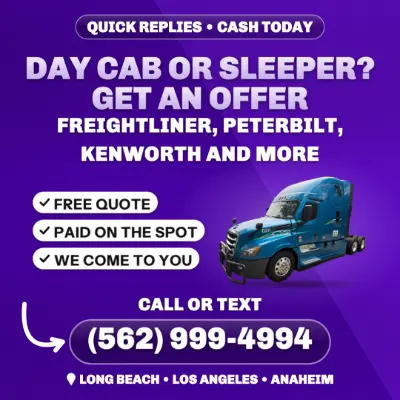 QUICK REPLIES • CASH TODAY
DAY CAB OR SLEEPER?
GET AN OFFER
FREIGHTLINER, PETERBILT,
KENWORTH AND MORE
FREE QUOTE
PAID ON THE SPOT
WE COME TO YOU
CALL OR TEXT
(562) 999-4994
LONG BEACH • LOS ANGELES • ANAHEIM